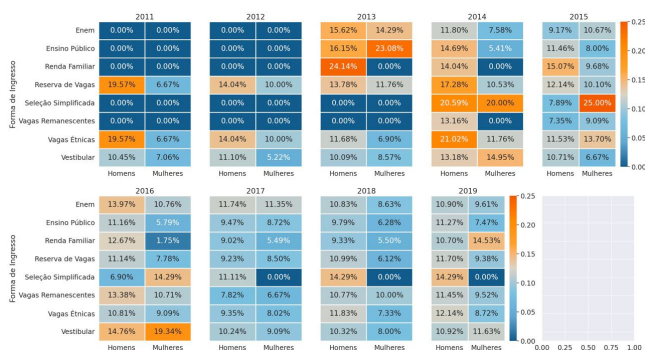 2011 2012 2013 2014 2015
Enem 0.00% 0.00% 0.00% 0.00% 15.62% 14.29% 11.80% 7.58% 9.17% 10.67% 0.25
Ensino Público 0.00% 0.00% 0.00% 0.00% 16.15% 23.08% 14.69% 5.41% 11.46% 8.00% 0.20
Renda Familiar 0.00% 0.00% 0.00% 0.00% 24.14% 0.00% 14.04% 0.00% 15.07% 9.68%
Reserva de Vagas 19.57% 6.67% 14.04% 10.00% 13.78% 11.76% 17.28% 10.53% 12.14% 10.10% 0.15
Seleção Simplificada 0.00% 0.00% 0.00% 0.00% 0.00% 0.00% 20.59% 20.00% 7.89% 25.00% 0.10
Vagas Remanescentes 0.00% 0.00% 0.00% 0.00% 0.00% 0.00% 13.16% 0.00% 7.35% 9.09%
Vagas Étnicas 19.57% 6.67% 14.04% 10.00% 11.68% 6.90% 21.02% 11.76% 11.53% 13.70% 0.05
Vestibular 10.45% 7.06% 11.10% 5.22% 10.09% 8.57% 13.18% 14.95% 10.71% 6.67% 0.00
Homens Mulheres Homens Mulheres Homens Mulheres Homens Mulheres Homens Mulheres
Forma de Ingresso
2016 2017 2018 2019
Enem 13.97% 10.76% 11.74% 11.35% 10.83% 8.63% 10.90% 9.61% 0.25
Ensino Público 11.16% 5.79% 9.47% 8.72% 9.79% 6.28% 11.27% 7.47% 0.20
Renda Familiar 12.67% 1.75% 9.02% 5.49% 9.33% 5.50% 10.70% 14.53%
Reserva de Vagas 11.14% 7.78% 9.23% 8.50% 10.99% 6.12% 11.70% 9.38% 0.15
Seleção Simplificada 6.90% 14.29% 11.11% 0.00% 14.29% 0.00% 14.29% 0.00% 0.10
Vagas Remanescentes 13.38% 10.71% 7.82% 6.67% 10.77% 10.00% 11.45% 9.52%
Vagas Étnicas 10.81% 9.09% 9.35% 8.02% 11.83% 7.33% 12.14% 8.72% 0.05
Vestibular 14.76% 19.34% 10.24% 9.09% 10.32% 8.00% 10.92% 11.63% 0.00
Homens Mulheres Homens Mulheres Homens Mulheres Homens Mulheres 0.00 0.25 0.50 0.75 1.00
Forma de Ingresso